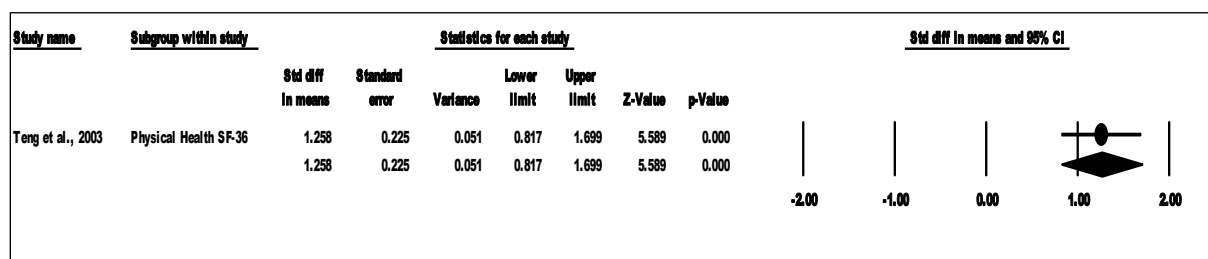 Study name Subgroup within study Statistics for each study Std diff in means and 95% CI
Std diff Standard Lower Upper
in means error Variance limit limit Z-Value p-Value
Teng et al., 2003 Physical Health SF-36 1.258 0.225 0.051 0.817 1.699 5.589 0.000
1.258 0.225 0.051 0.817 1.699 5.589 0.000
-2.00 -1.00 0.00 1.00 2.00